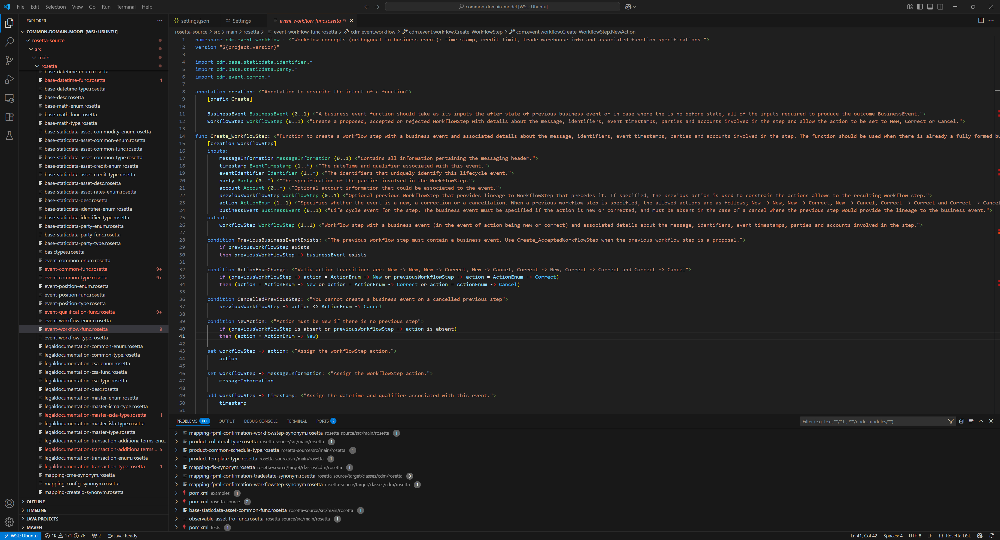 File Edit Selection View Go Run Terminal Help
common-domain-model [WSL: Ubuntu]
EXPLORER
COMMON-DOMAIN-MODEL [WSL: UBUNTU]
rosetta-source
src
main
rosetta
base-datetime-enum.rosetta
base-datetime-func.rosetta 1
base-datetime-type.rosetta
base-desc.rosetta
base-math-enum.rosetta
base-math-func.rosetta
base-math-type.rosetta
base-staticdata-asset-commodity-enum.rosetta
base-staticdata-asset-common-enum.rosetta
base-staticdata-asset-common-func.rosetta
base-staticdata-asset-common-type.rosetta
base-staticdata-asset-credit-enum.rosetta
base-staticdata-asset-credit-type.rosetta
base-staticdata-asset-desc.rosetta
base-staticdata-asset-rates-enum.rosetta
base-staticdata-desc.rosetta
base-staticdata-identifier-enum.rosetta
base-staticdata-identifier-type.rosetta
base-staticdata-party-enum.rosetta
base-staticdata-party-func.rosetta
base-staticdata-party-type.rosetta
basictypes.rosetta
event-common-enum.rosetta
event-common-func.rosetta 9+
event-common-type.rosetta 9+
event-position-enum.rosetta
event-position-func.rosetta
event-position-type.rosetta
event-qualification-func.rosetta 9+
event-workflow-enum.rosetta
event-workflow-func.rosetta 9
event-workflow-type.rosetta
legaldocumentation-common-enum.rosetta
legaldocumentation-common-type.rosetta
legaldocumentation-csa-enum.rosetta
legaldocumentation-csa-func.rosetta
legaldocumentation-csa-type.rosetta
legaldocumentation-desc.rosetta
legaldocumentation-master-enum.rosetta
legaldocumentation-master-icma-type.rosetta
legaldocumentation-master-isda-type.rosetta 1
legaldocumentation-master-isla-type.rosetta
legaldocumentation-master-type.rosetta
legaldocumentation-transaction-additionalterms-enu...
legaldocumentation-transaction-additionalterms... 5
legaldocumentation-transaction-enum.rosetta
legaldocumentation-transaction-type.rosetta 1
mapping-cme-synonym.rosetta
mapping-config-synonym.rosetta
mapping-createiq-synonym.rosetta
OUTLINE
TIMELINE
JAVA PROJECTS
MAVEN
{} settings.json Settings event-workflow-func.rosetta 9
rosetta-source > src > main > rosetta > event-workflow-func.rosetta > cdm.event.workflow > cdm.event.workflow.Create_WorkflowStep > cdm.event.workflow.Create_WorkflowStep.NewAction
1 namespace cdm.event.workflow : <"Workflow concepts (orthogonal to business event): time stamp, credit limit, trade warehouse info and associated function specifications.">
2 version "${project.version}"
3
4 import cdm.base.staticdata.identifier.*
5 import cdm.base.staticdata.party.*
6 import cdm.event.common.*
7
8 annotation creation: <"Annotation to describe the intent of a function">
9 [prefix Create]
10
11 BusinessEvent BusinessEvent (0..1) <"A business event function should take as its inputs the after state of previous business event or in case where the is no before state, all of the inputs required to produce the outcome BusinessEvent.">
12 WorkflowStep WorkflowStep (0..1) <"Create a proposed, accepted or rejected WorkflowStep with details about the message, identifiers, event timestamps, parties and accounts involved in the step and allow the action to be set to New, Correct or Cancel.">
13
14 func Create_WorkflowStep: <"Function to create a workflow step with a business event and associated details about the message, identifiers, event timestamps, parties and accounts involved in the step. The function should be used when there is already a fully formed bu
15 [creation WorkflowStep]
16 inputs:
17 messageInformation MessageInformation (0..1) <"Contains all information pertaining the messaging header.">
18 timestamp EventTimestamp (1..*) <"The dateTime and qualifier associated with this event.">
19 eventIdentifier Identifier (1..*) <"The identifiers that uniquely identify this lifecycle event.">
20 party Party (0..*) <"The specification of the parties involved in the WorkflowStep.">
21 account Account (0..*) <"Optional account information that could be associated to the event.">
22 previousWorkflowStep WorkflowStep (0..1) <"Optional previous WorkflowStep that provides lineage to WorkflowStep that precedes it. If specified, the previous action is used to constrain the actions allows to the resulting workflow step.">
23 action ActionEnum (1..1) <"Specifies whether the event is a new, a correction or a cancellation. When a previous workflow step is specified, the allowed actions are as follows; New -> New, New -> Correct, New -> Cancel, Correct -> Correct and Correct -> Cancel
24 businessEvent BusinessEvent (0..1) <"Life cycle event for the step. The business event must be specified if the action is new or corrected, and must be absent in the case of a cancel where the previous step would provide the lineage to the business event.">
25 output:
26 workflowStep WorkflowStep (1..1) <"Workflow step with a business event (in the event of action being new or correct) and associated details about the message, identifiers, event timestamps, parties and accounts involved in the step.">
27
28 condition PreviousBusinessEventExists: <"The previous workflow step must contain a business event. Use Create_AcceptedWorkflowStep when the previous workflow step is a proposal.">
29 if previousWorkflowStep exists
30 then previousWorkflowStep -> businessEvent exists
31
32 condition ActionEnumChange: <"Valid action transitions are: New -> New, New -> Correct, New -> Cancel, Correct -> New, Correct -> Correct and Correct -> Cancel">
33 if (previousWorkflowStep -> action = ActionEnum -> New or previousWorkflowStep -> action = ActionEnum -> Correct)
34 then (action = ActionEnum -> New or action = ActionEnum -> Correct or action = ActionEnum -> Cancel)
35
36 condition CancelledPreviousStep: <"You cannot create a business event on a cancelled previous step">
37 previousWorkflowStep -> action <> ActionEnum -> Cancel
38
39 condition NewAction: <"Action must be New if there is no previous step">
40 if (previousWorkflowStep is absent or previousWorkflowStep -> action is absent)
41 then (action = ActionEnum -> New)
42
43 set workflowStep -> action: <"Assign the workflowStep action.">
44 action
45
46 set workflowStep -> messageInformation: <"Assign the workflowStep action.">
47 messageInformation
48
49 add workflowStep -> timestamp: <"Assign the dateTime and qualifier associated with this event.">
50 timestamp
51
PROBLEMS 1K+ OUTPUT DEBUG CONSOLE TERMINAL PORTS 2 Filter (e.g. text, **/*.ts, !**/node_modules/**)
mapping-fpml-confirmation-workflowstep-synonym.rosetta rosetta-source/src/main/rosetta 1
product-collateral-type.rosetta rosetta-source/src/main/rosetta 1
product-common-schedule-type.rosetta rosetta-source/src/main/rosetta 1
product-template-type.rosetta rosetta-source/src/main/rosetta 1
mapping-fis-synonym.rosetta rosetta-source/target/classes/cdm/rosetta 1
mapping-fpml-confirmation-tradestate-synonym.rosetta rosetta-source/target/classes/cdm/rosetta 3
mapping-fpml-confirmation-workflowstep-synonym.rosetta rosetta-source/target/classes/cdm/rosetta 1
pom.xml examples 1
pom.xml rosetta-source 2
base-staticdata-asset-common-func.rosetta rosetta-source/src/main/rosetta 1
observable-asset-fro-func.rosetta rosetta-source/src/main/rosetta 1
pom.xml tests 1
WSL: Ubuntu 1K 171 76 2 Java: Ready Ln 41, Col 42 Spaces: 4 UTF-8 LF {} Rosetta DSL